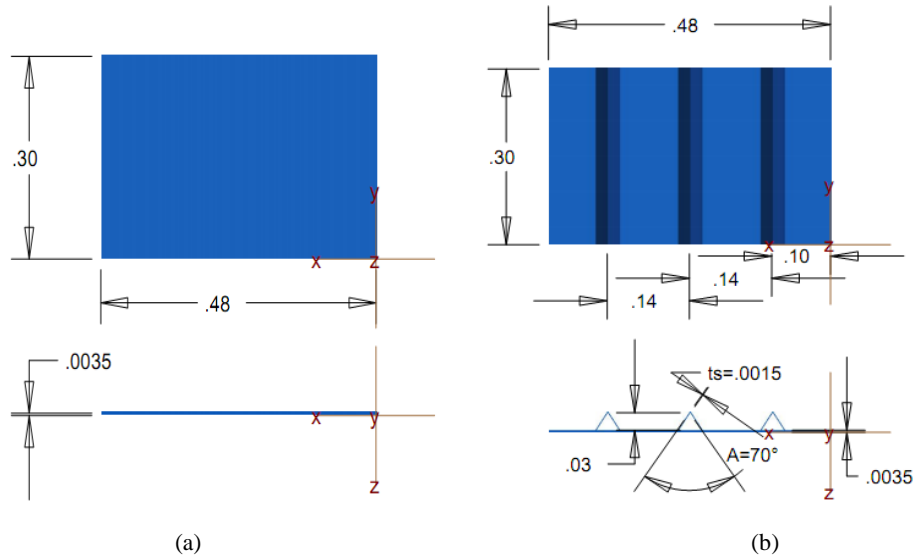 .30
y
x
z
.48
.0035
x
y
z
(a)
.48
.30
y
x
z
.10
.14
.14
ts=.0015
x
y
.03
A=70°
.0035
z
(b)